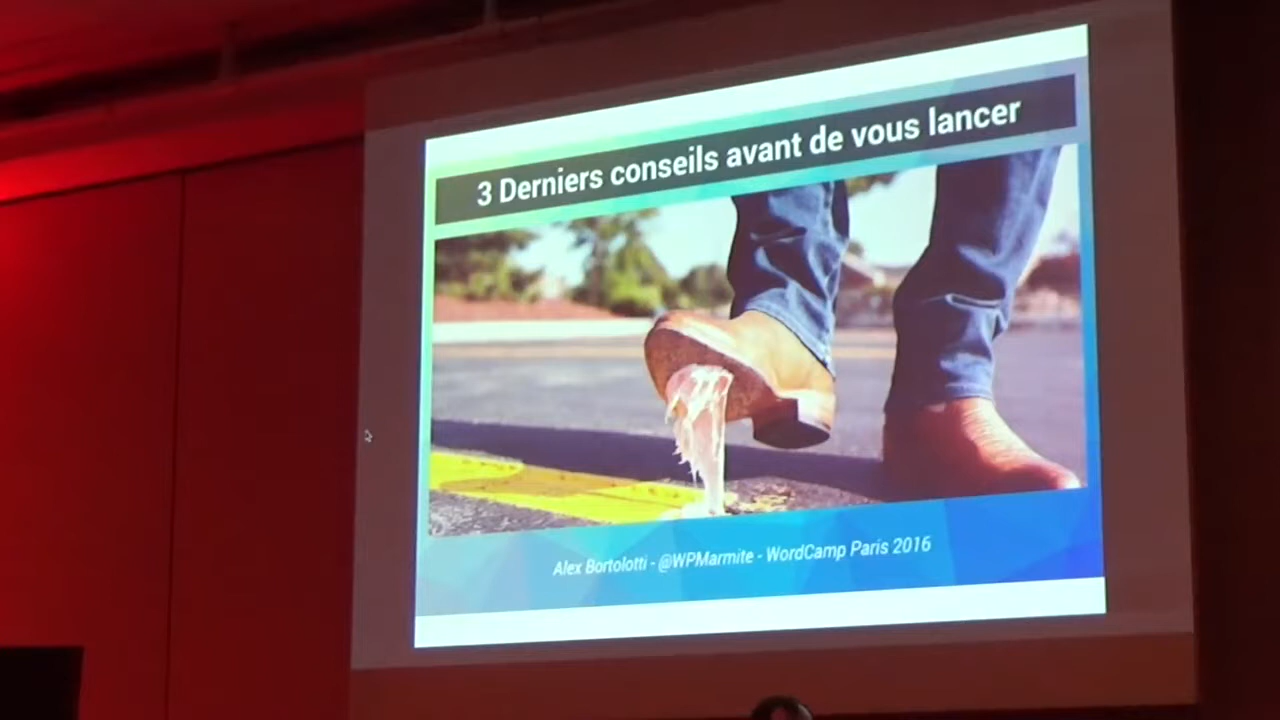 3 Derniers conseils avant de vous lancer
Alex Bortolotti - @WPMarmite - WordCamp Paris 2016